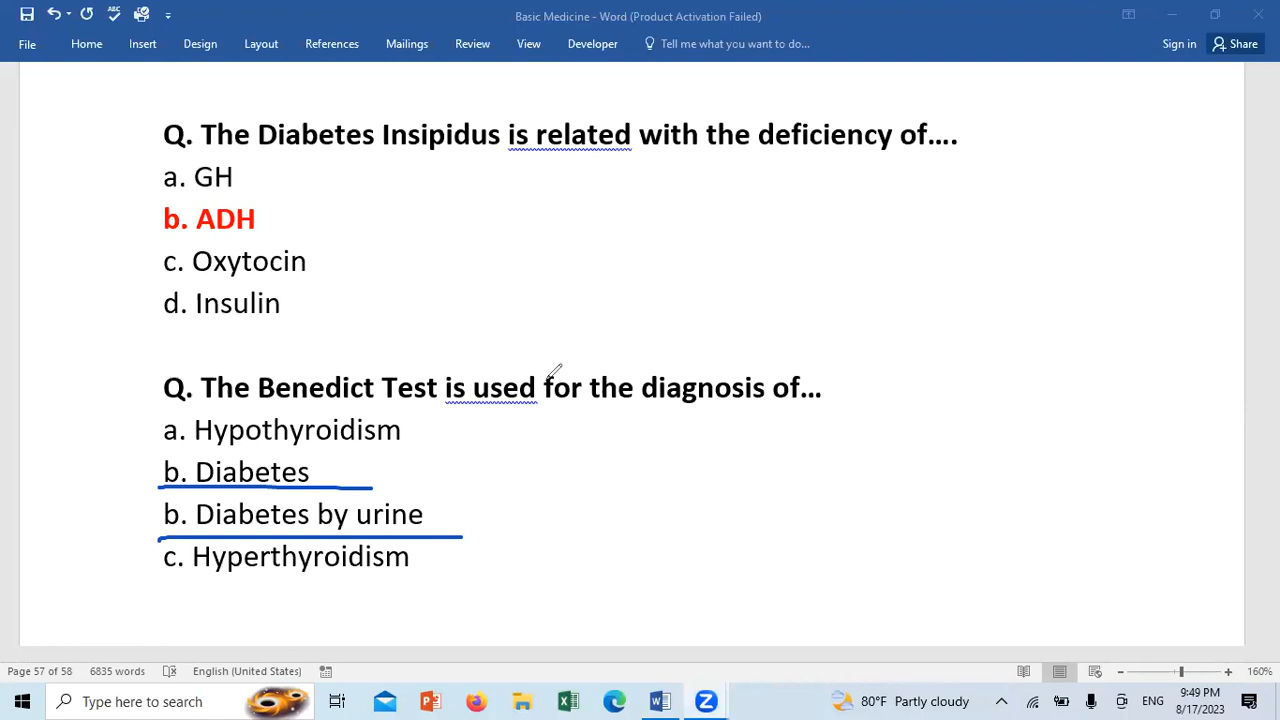 Basic Medicine - Word (Product Activation Failed)
File Home Insert Design Layout References Mailings Review View Developer Tell me what you want to do... Sign in Share
Q. The Diabetes Insipidus is related with the deficiency of....
a. GH
b. ADH
c. Oxytocin
d. Insulin
Q. The Benedict Test is used for the diagnosis of...
a. Hypothyroidism
b. Diabetes
b. Diabetes by urine
c. Hyperthyroidism
Page 57 of 58 6835 words English (United States) 160%
Type here to search 80°F Partly cloudy ENG 9:49 PM
8/17/2023